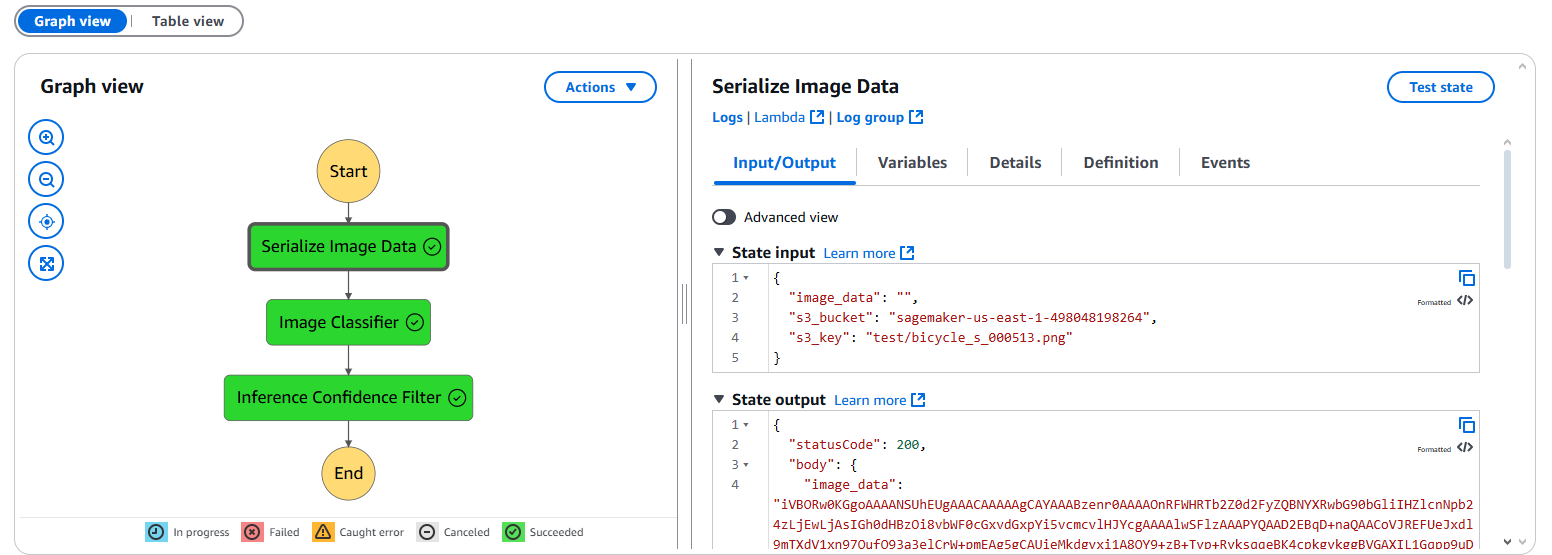 Graph view | Table view
Graph view
Actions
Start
Serialize Image Data
Image Classifier
Inference Confidence Filter
End
In progress Failed Caught error Canceled Succeeded
Serialize Image Data
Test state
Logs | Lambda | Log group
Input/Output Variables Details Definition Events
Advanced view
State input Learn more
1 {
2 "image_data": "",
3 "s3_bucket": "sagemaker-us-east-1-498048198264",
4 "s3_key": "test/bicycle_s_000513.png"
5 }
Formatted
State output Learn more
1 {
2 "statusCode": 200,
3 "body": {
4 "image_data":
Formatted